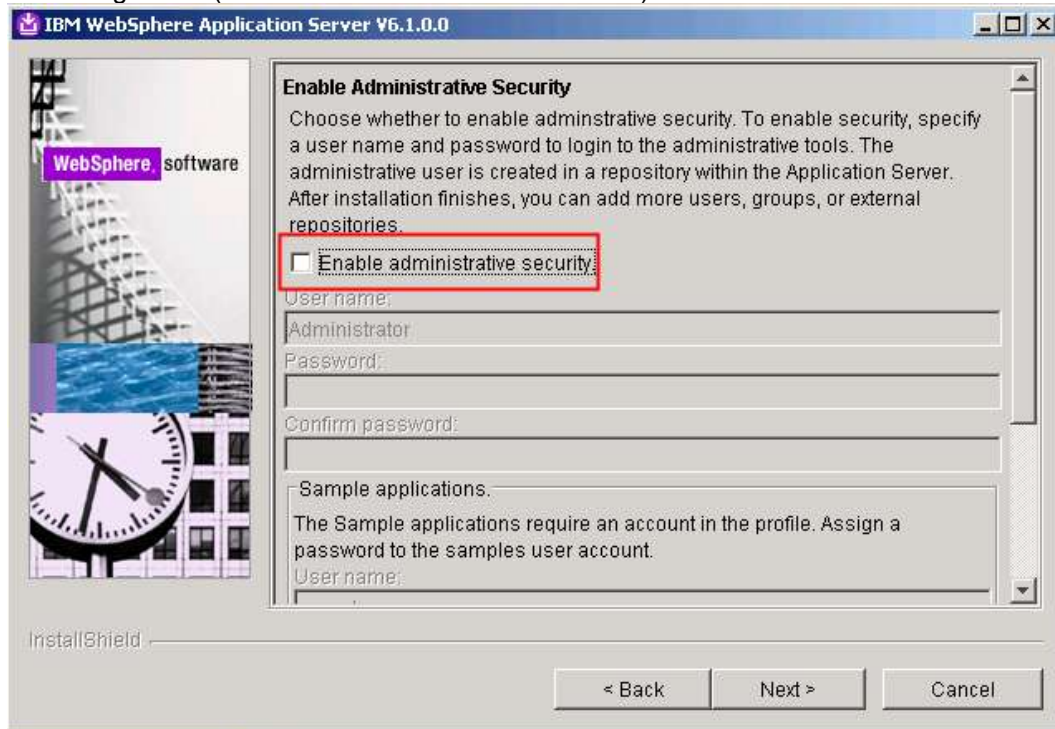 IBM WebSphere Application Server V6.1.0.0
WebSphere software
Enable Administrative Security
Choose whether to enable adminstrative security. To enable security, specify
a user name and password to login to the administrative tools. The
administrative user is created in a repository within the Application Server.
After installation finishes, you can add more users, groups, or external
repositories.
Enable administrative security.
User name:
Administrator
Password:
Confirm password:
Sample applications.
The Sample applications require an account in the profile. Assign a
password to the samples user account.
User name:
InstallShield
< Back
Next >
Cancel